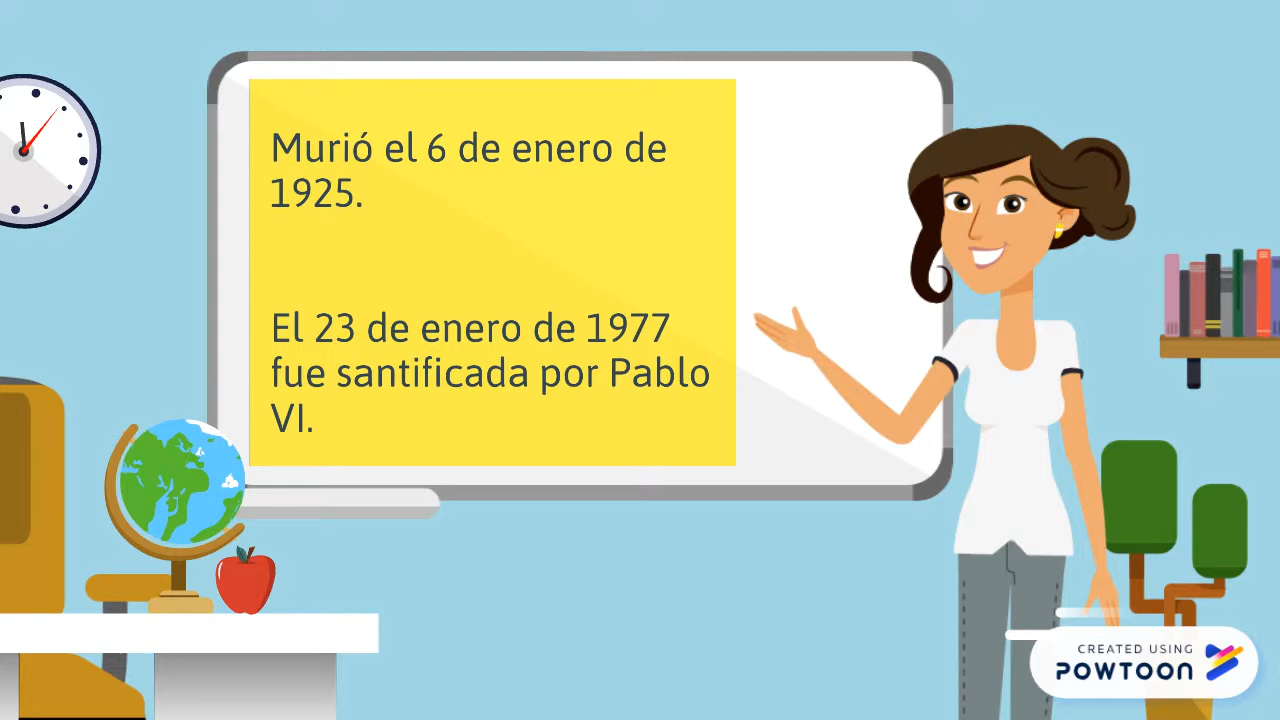 Murió el 6 de enero de
1925.
El 23 de enero de 1977
fue santificada por Pablo
VI.
CREATED USING
POWTOON